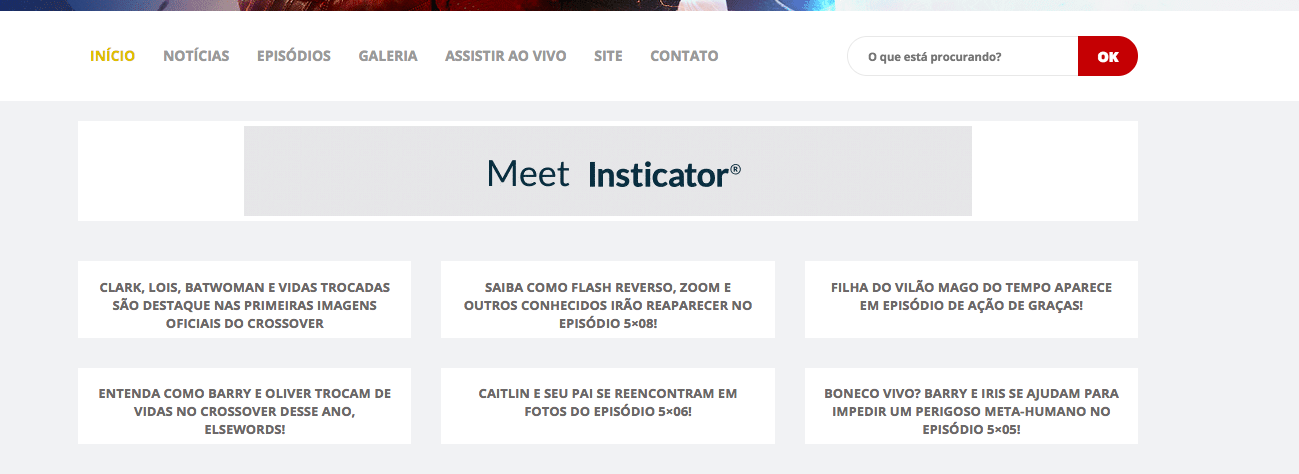 INÍCIO NOTÍCIAS EPISÓDIOS GALERIA ASSISTIR AO VIVO SITE CONTATO
O que está procurando? OK
Meet Insticator®
CLARK, LOIS, BATWOMAN E VIDAS TROCADAS
SÃO DESTAQUE NAS PRIMEIRAS IMAGENS
OFICIAIS DO CROSSOVER
SAIBA COMO FLASH REVERSO, ZOOM E
OUTROS CONHECIDOS IRÃO REAPARECER NO
EPISÓDIO 5×08!
FILHA DO VILÃO MAGO DO TEMPO APARECE
EM EPISÓDIO DE AÇÃO DE GRAÇAS!
ENTENDA COMO BARRY E OLIVER TROCAM DE
VIDAS NO CROSSOVER DESSE ANO,
ELSEWORDS!
CAITLIN E SEU PAI SE REENCONTRAM EM
FOTOS DO EPISÓDIO 5×06!
BONECO VIVO? BARRY E IRIS SE AJUDAM PARA
IMPEDIR UM PERIGOSO META-HUMANO NO
EPISÓDIO 5×05!